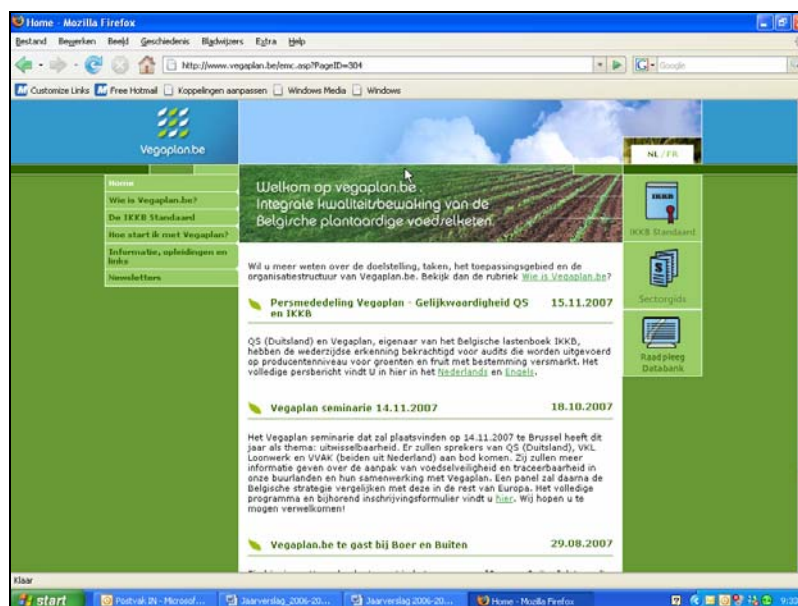 Home - Mozilla Firefox
Bestand Bewerken Beeld Geschiedenis Bladwijzers Extra Help
http://www.vegaplan.be/emc.asp?PageID=304
Google
Customize Links Free Hotmail Koppelingen aanpassen Windows Media Windows
Vegaplan.be
NL / FR
Home
Wie is Vegaplan.be?
De IKKB Standaard
Hoe start ik met Vegaplan?
Informatie, opleidingen en
links
Newsletters
Welkom op vegaplan.be .
Integrale kwaliteitsbewaking van de
Belgische plantaardige voedselketen.
IKKB
IKKB Standaard
Sectorgids
Raadpleeg
Databank
Wil u meer weten over de doelstelling, taken, het toepassingsgebied en de
organisatiestructuur van Vegaplan.be. Bekijk dan de rubriek Wie is Vegaplan.be?
Persmededeling Vegaplan - Gelijkwaardigheid QS 15.11.2007
en IKKB
QS (Duitsland) en Vegaplan, eigenaar van het Belgische lastenboek IKKB,
hebben de wederzijdse erkenning bekrachtigd voor audits die worden uitgevoerd
op producentenniveau voor groenten en fruit met bestemming versmarkt. Het
volledige persbericht vindt U in hier in het Nederlands en Engels.
Vegaplan seminarie 14.11.2007 18.10.2007
Het Vegaplan seminarie dat zal plaatsvinden op 14.11.2007 te Brussel heeft dit
jaar als thema: uitwisselbaarheid. Er zullen sprekers van QS (Duitsland), VKL
Loonwerk en VVAK (beiden uit Nederland) aan bod komen. Zij zullen meer
informatie geven over de aanpak van voedselveiligheid en traceerbaarheid in
onze buurlanden en hun samenwerking met Vegaplan. Een panel zal daarna de
Belgische strategie vergelijken met deze in de rest van Europa. Het volledige
programma en bijhorend inschrijvingsformulier vindt u hier. Wij hopen u te
mogen verwelkomen!
Vegaplan.be te gast bij Boer en Buiten 29.08.2007
Klaar
start Postvak IN - Microsof... Jaarverslag_2006-20... Jaarverslag 2006-20... Home - Mozilla Firefox